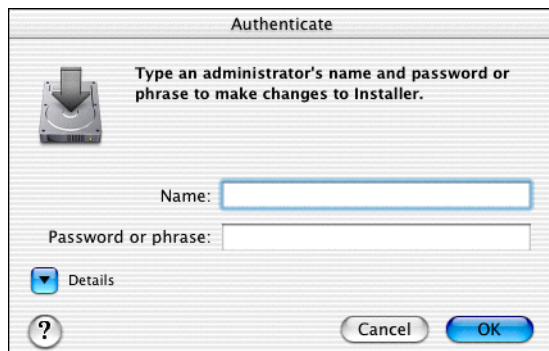 Authenticate
Type an administrator's name and password or
phrase to make changes to Installer.
Name:
Password or phrase:
Details
?
Cancel
OK